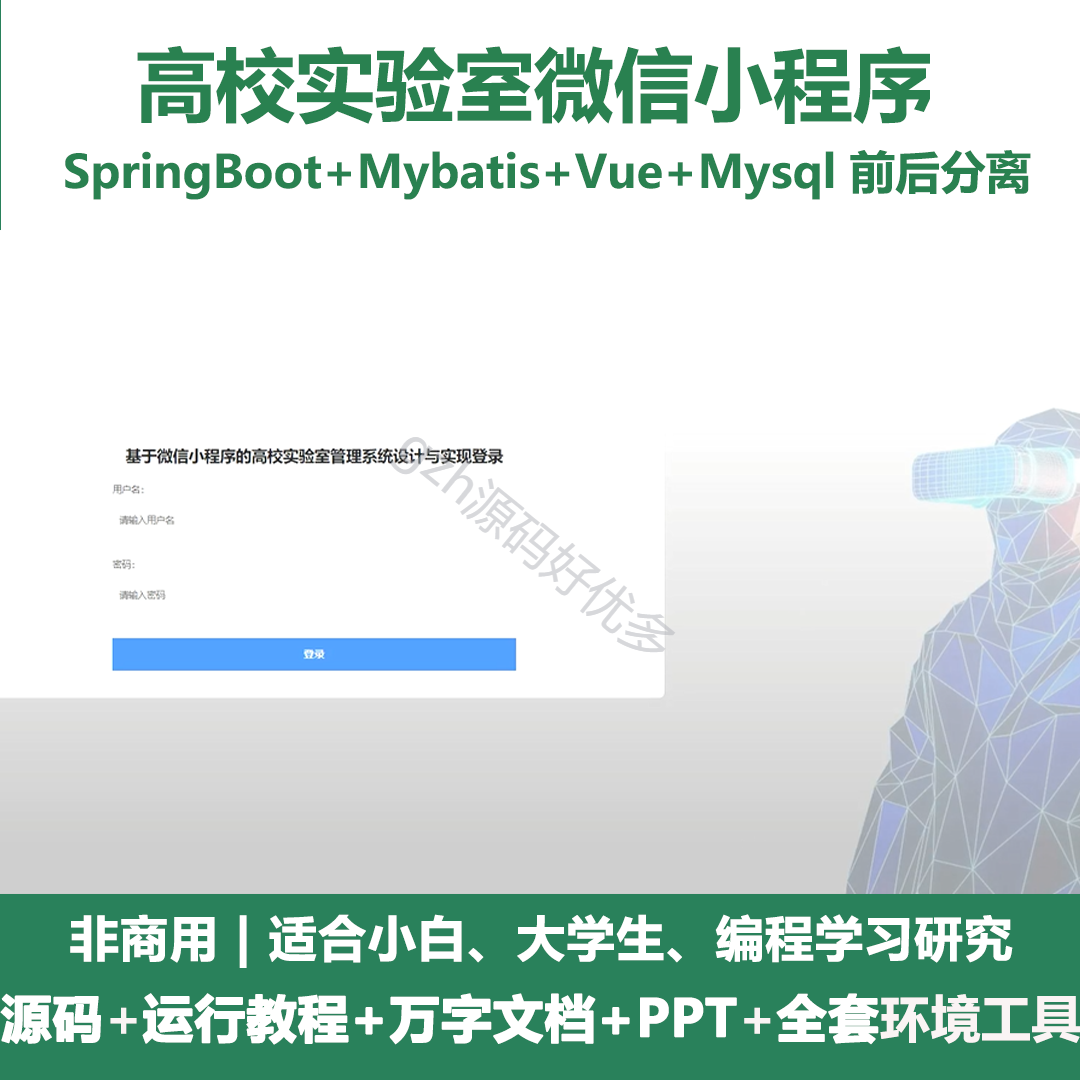 高校实验室微信小程序
SpringBoot+Mybatis+Vue+Mysql 前后分离
基于微信小程序的高校实验室管理系统设计与实现登录
用户名:
请输入用户名
密码:
请输入密码
登录
gzh源码好优多
非商用 | 适合小白、大学生、编程学习研究
源码+运行教程+万字文档+PPT+全套环境工具